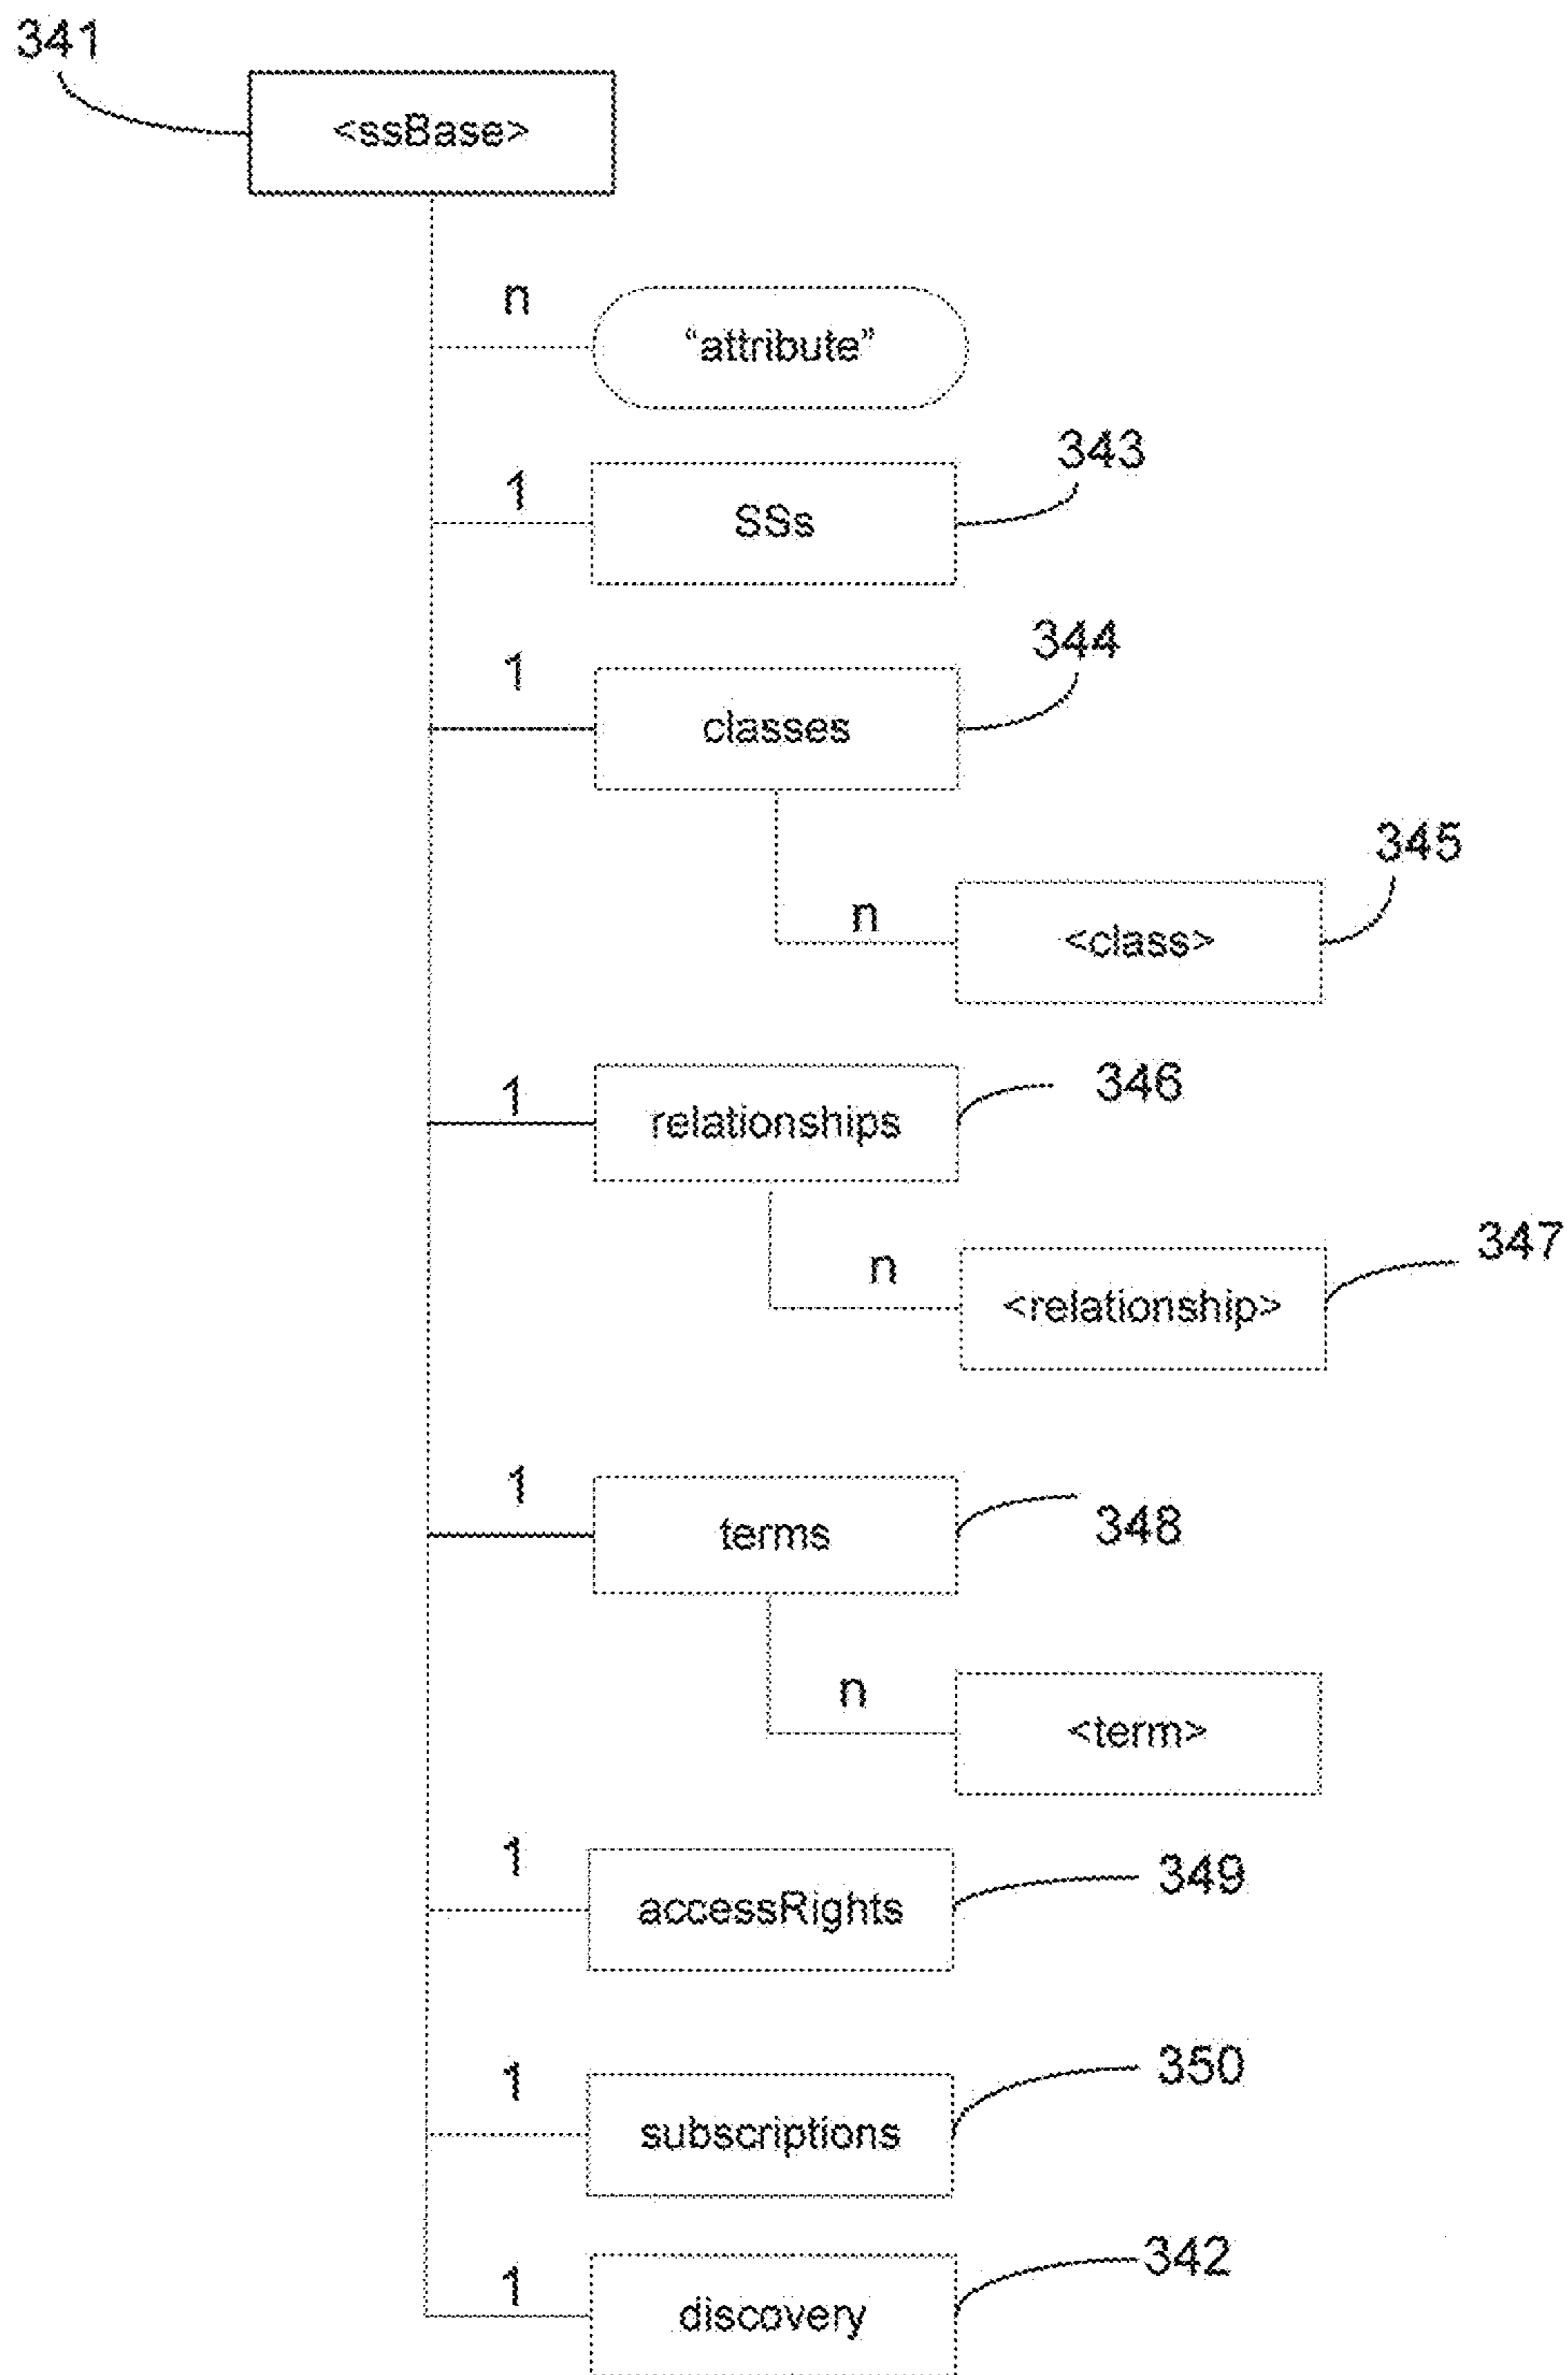 341
<ssBase>
n
“attribute”
343
1
SSs
344
1
classes
345
n
<class>
346
1
relationships
347
n
<relationship>
1
terms
348
n
<term>
1
accessRights
349
1
subscriptions
350
1
discovery
342